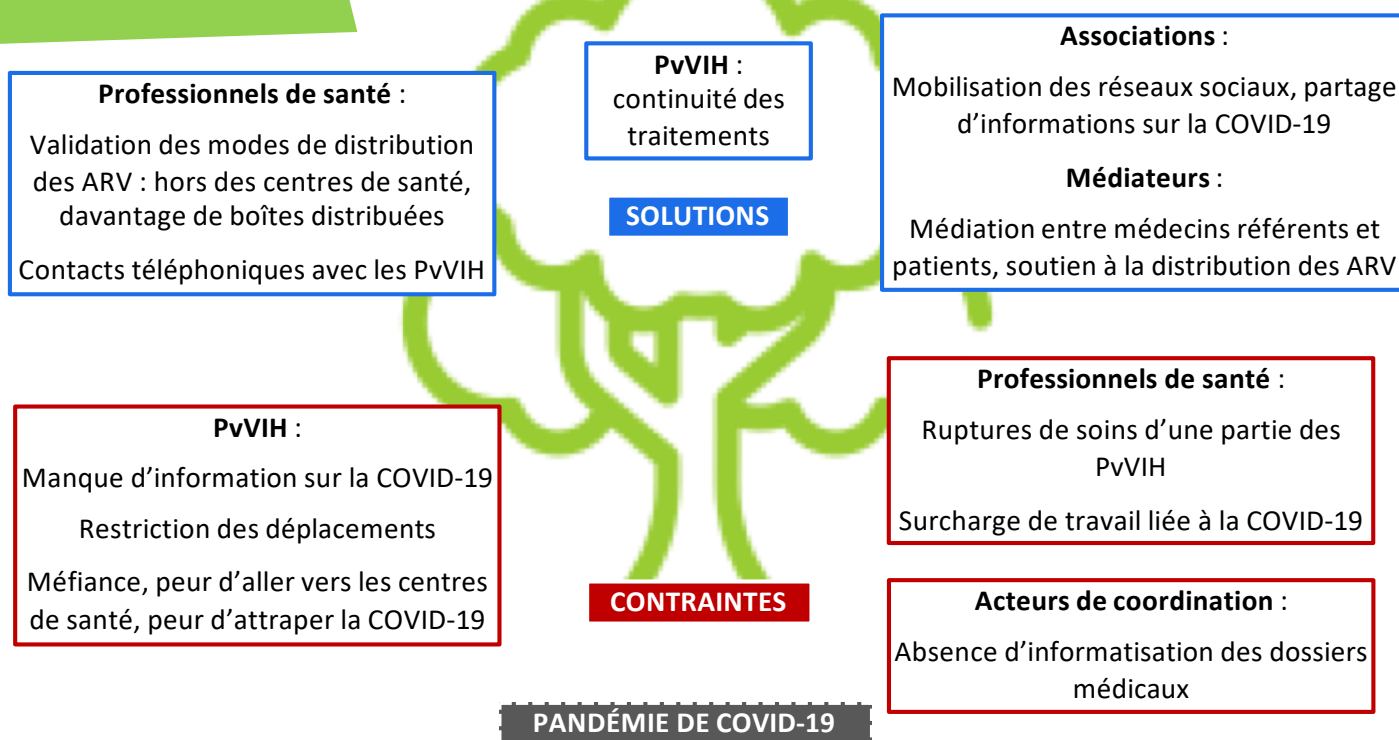 Professionnels de santé :
Validation des modes de distribution
des ARV : hors des centres de santé,
davantage de boîtes distribuées
Contacts téléphoniques avec les PvVIH
PvVIH :
continuité des
traitements
SOLUTIONS
Associations :
Mobilisation des réseaux sociaux, partage
d’informations sur la COVID-19
Médiateurs :
Médiation entre médecins référents et
patients, soutien à la distribution des ARV
PvVIH :
Manque d’information sur la COVID-19
Restriction des déplacements
Méfiance, peur d’aller vers les centres
de santé, peur d’attraper la COVID-19
CONTRAINTES
Professionnels de santé :
Ruptures de soins d’une partie des
PvVIH
Surcharge de travail liée à la COVID-19
Acteurs de coordination :
Absence d’informatisation des dossiers
médicaux
PANDÉMIE DE COVID-19